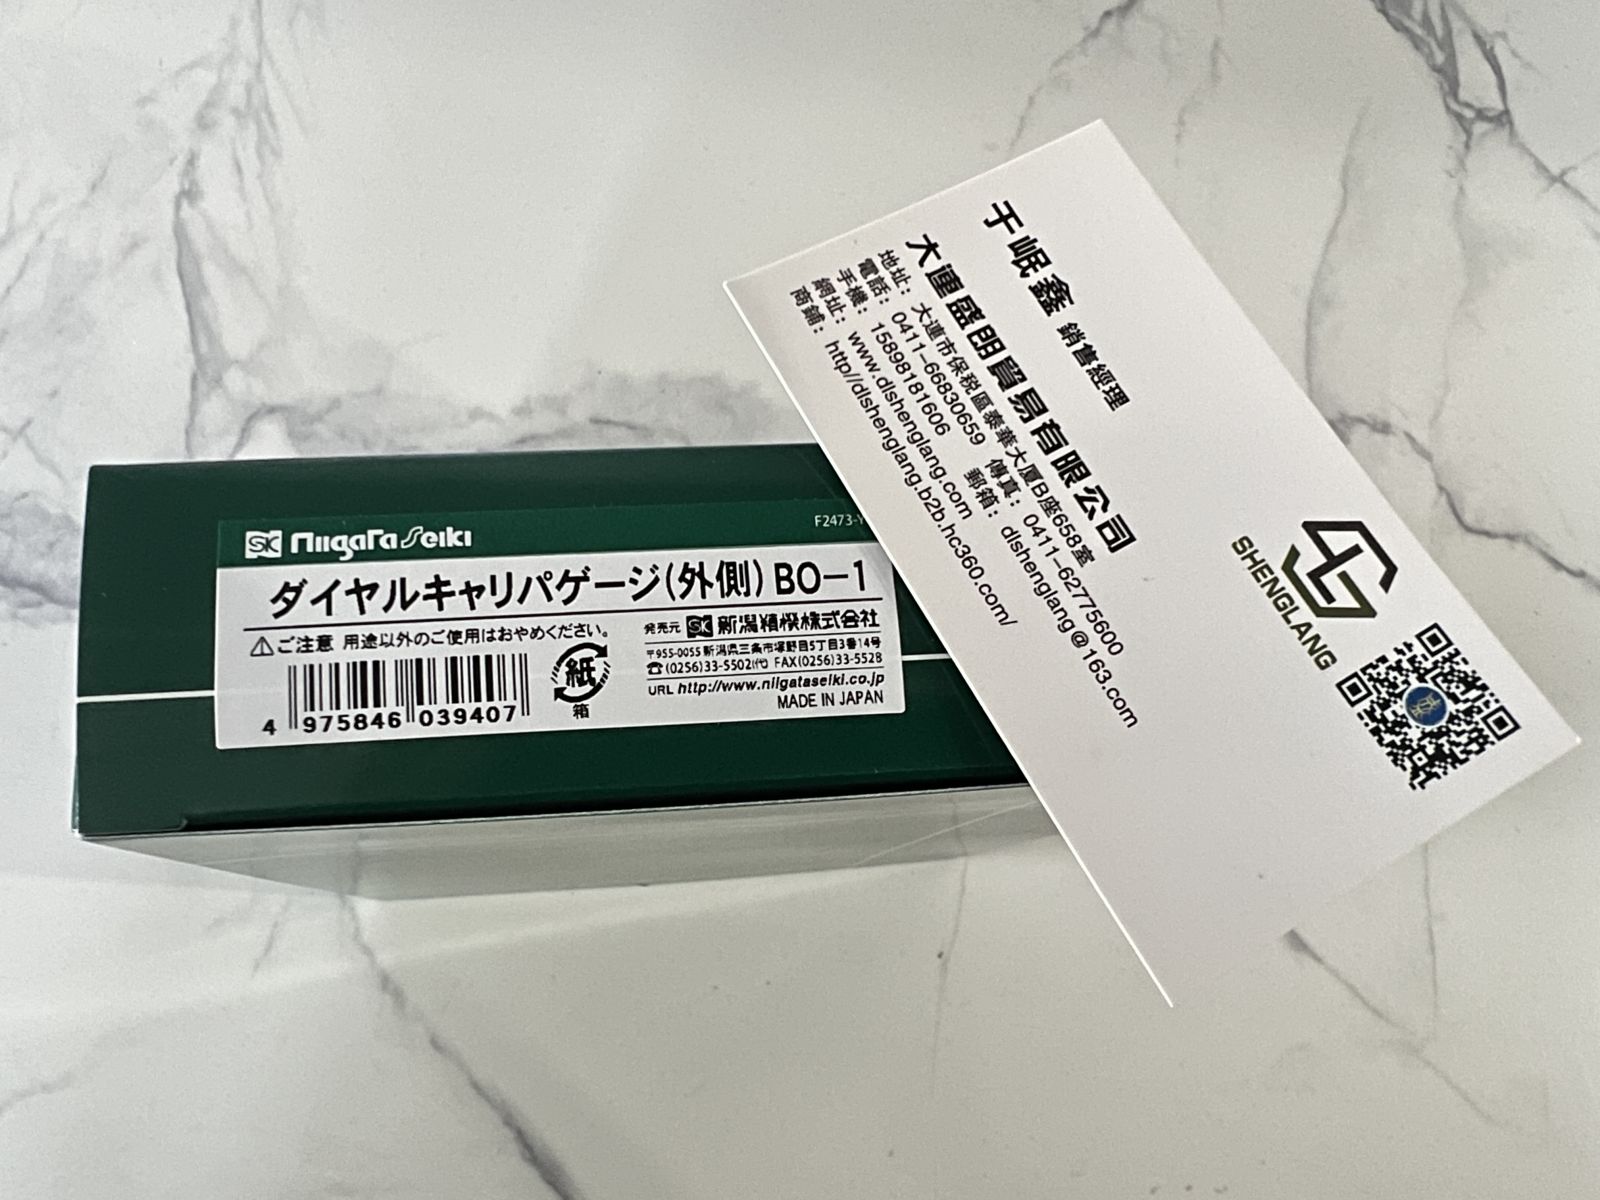 SK Niigata Seiki
F2473-Y
ダイヤルキャリパゲージ(外側) BO-1
⚠ご注意 用途以外のご使用はおやめください。
4 975846 039407
紙
箱
発売元 SK 新潟精機株式会社
〒955-0055 新潟県三条市塚野目5丁目3番14号
☎(0256)33-5502(代) FAX(0256)33-5528
URL http://www.niigataseiki.co.jp
MADE IN JAPAN
于岷鑫 銷售經理
大連盛朗貿易有限公司
地址: 大連市保税區泰華大厦B座658室
電話: 0411-66830659 傳真: 0411-62775600
手機: 15898181606 郵箱: dlshenglang@163.com
網址: www.dlshenglang.com
商鋪: http//dlshenglang.b2b.hc360.com/
SHENGLANG